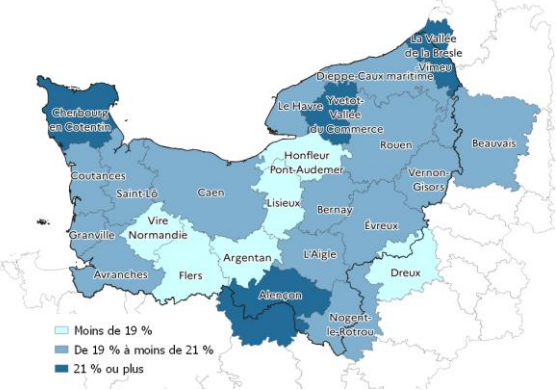 La Vallée
de la Bresle
-Vimeu
Dieppe-Caux maritime
Cherbourg
en Cotentin
Le Havre
Yvetot-
Vallée
du Commerce
Rouen
Beauvais
Honfleur
Pont-Audemer
Coutances
Saint-Lô
Caen
Lisieux
Vernon-
Gisors
Bernay
Évreux
Vire
Normandie
Granville
Avranches
Flers
Argentan
L'Aigle
Dreux
Alençon
Nogent-
le-Rotrou
Moins de 19 %
De 19 % à moins de 21 %
21 % ou plus